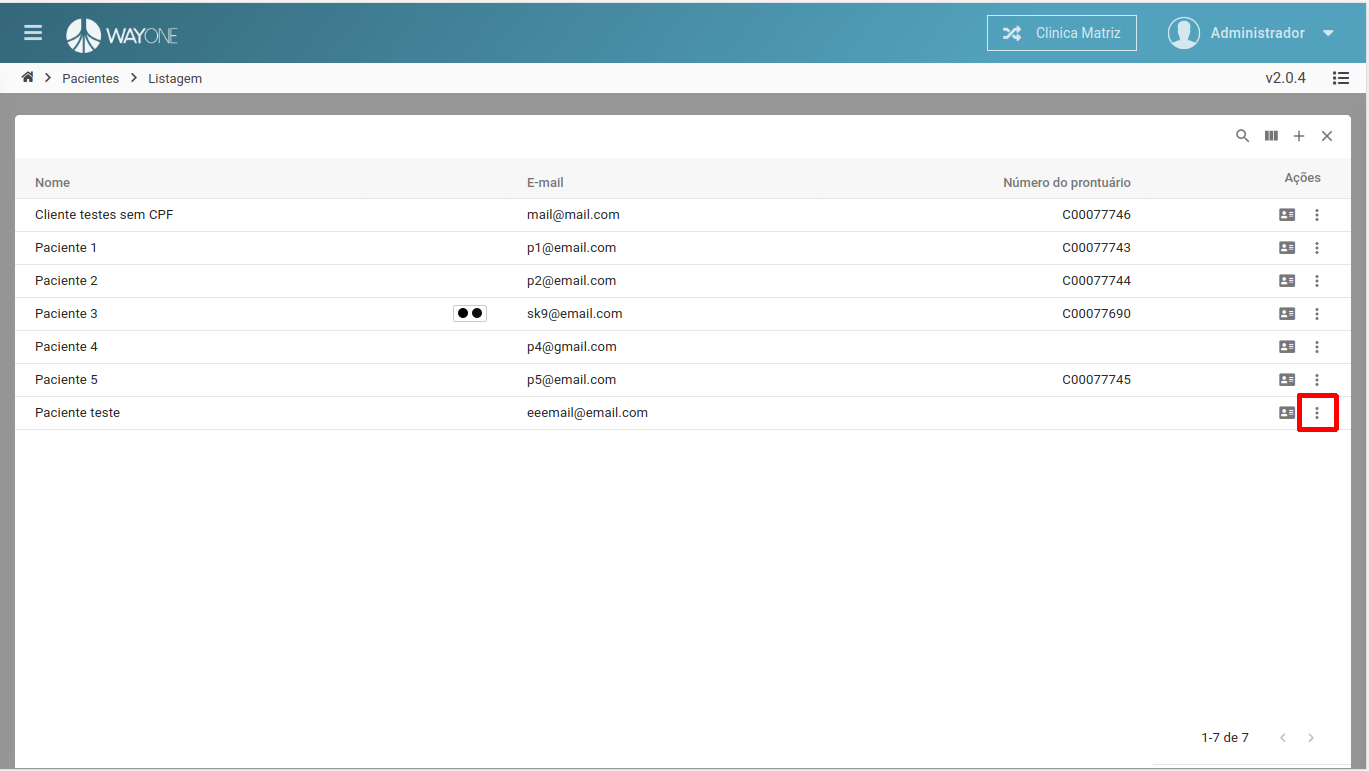 WAYONE
Clinica Matriz
Administrador
Pacientes Listagem
v2.0.4
Nome E-mail Número do prontuário Ações
Cliente testes sem CPF mail@mail.com C00077746
Paciente 1 p1@email.com C00077743
Paciente 2 p2@email.com C00077744
Paciente 3 sk9@email.com C00077690
Paciente 4 p4@gmail.com
Paciente 5 p5@email.com C00077745
Paciente teste eeemail@email.com
1-7 de 7